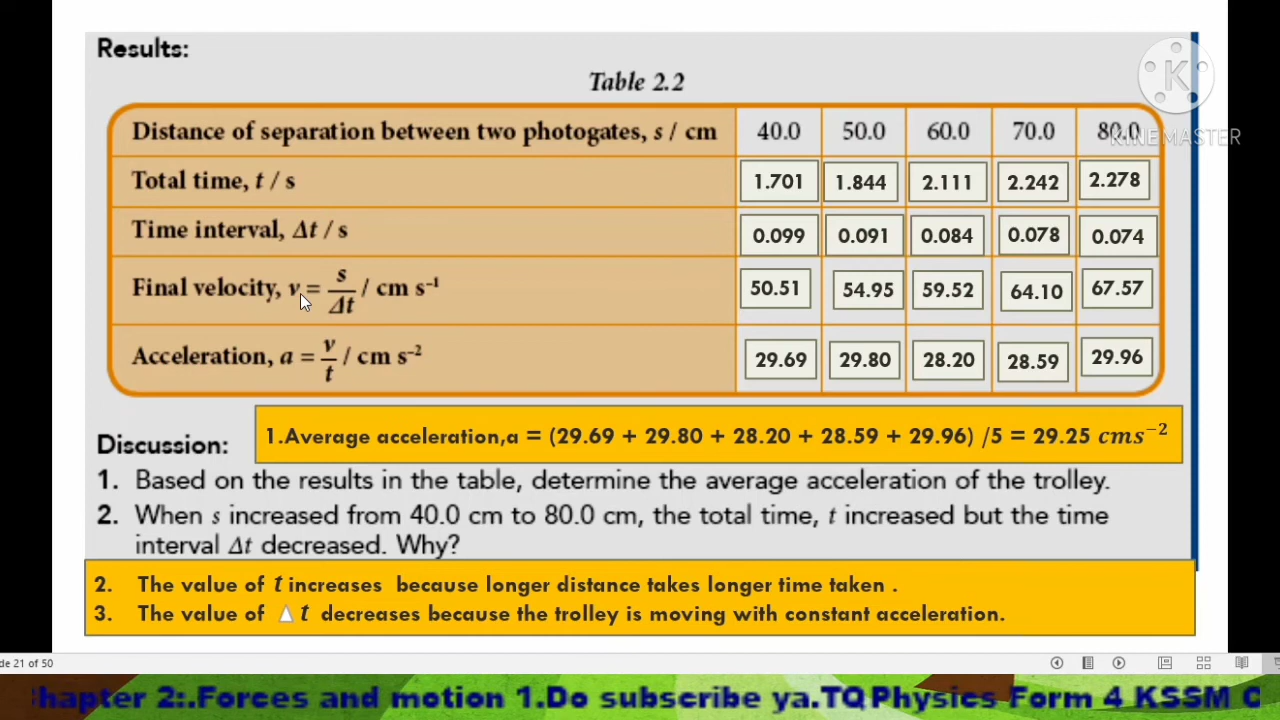 Results:
Table 2.2
K
KINEMASTER
Distance of separation between two photogates, s / cm 40.0 50.0 60.0 70.0 80.0
Total time, t / s 1.701 1.844 2.111 2.242 2.278
Time interval, Δt / s 0.099 0.091 0.084 0.078 0.074
Final velocity, v = s/Δt / cm s⁻¹ 50.51 54.95 59.52 64.10 67.57
Acceleration, a = v/t / cm s⁻² 29.69 29.80 28.20 28.59 29.96
1.Average acceleration,a = (29.69 + 29.80 + 28.20 + 28.59 + 29.96) /5 = 29.25 cms⁻²
Discussion:
1. Based on the results in the table, determine the average acceleration of the trolley.
2. When s increased from 40.0 cm to 80.0 cm, the total time, t increased but the time
interval Δt decreased. Why?
2. The value of t increases because longer distance takes longer time taken .
3. The value of Δ t decreases because the trolley is moving with constant acceleration.
de 21 of 50
hapter 2:.Forces and motion 1.Do subscribe ya.TQ Physics Form 4 KSSM C